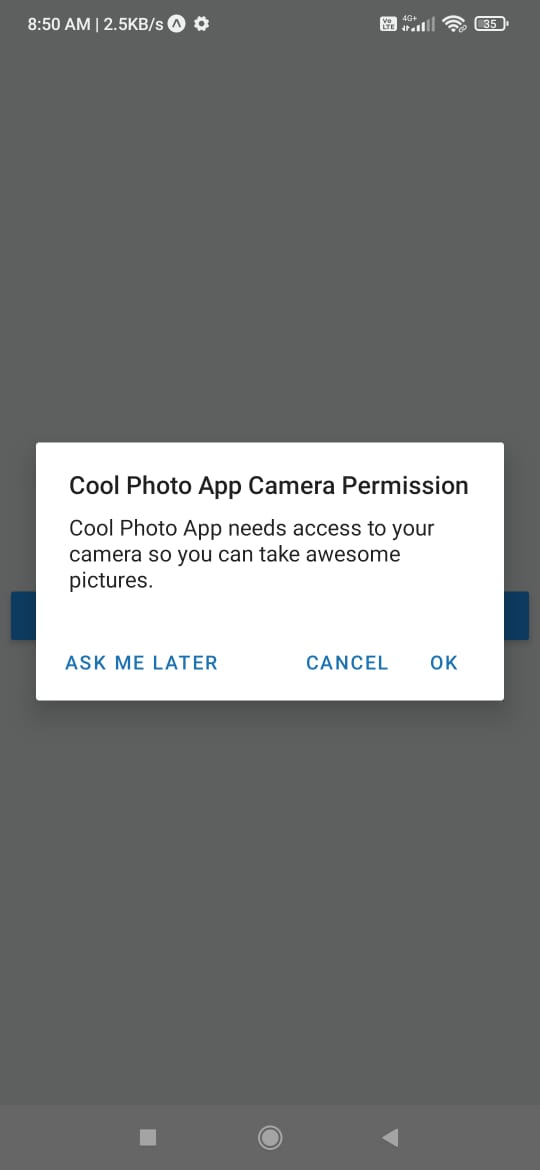 8:50 AM | 2.5KB/s
Vo LTE 4G+ 35
Cool Photo App Camera Permission
Cool Photo App needs access to your
camera so you can take awesome
pictures.
ASK ME LATER CANCEL OK